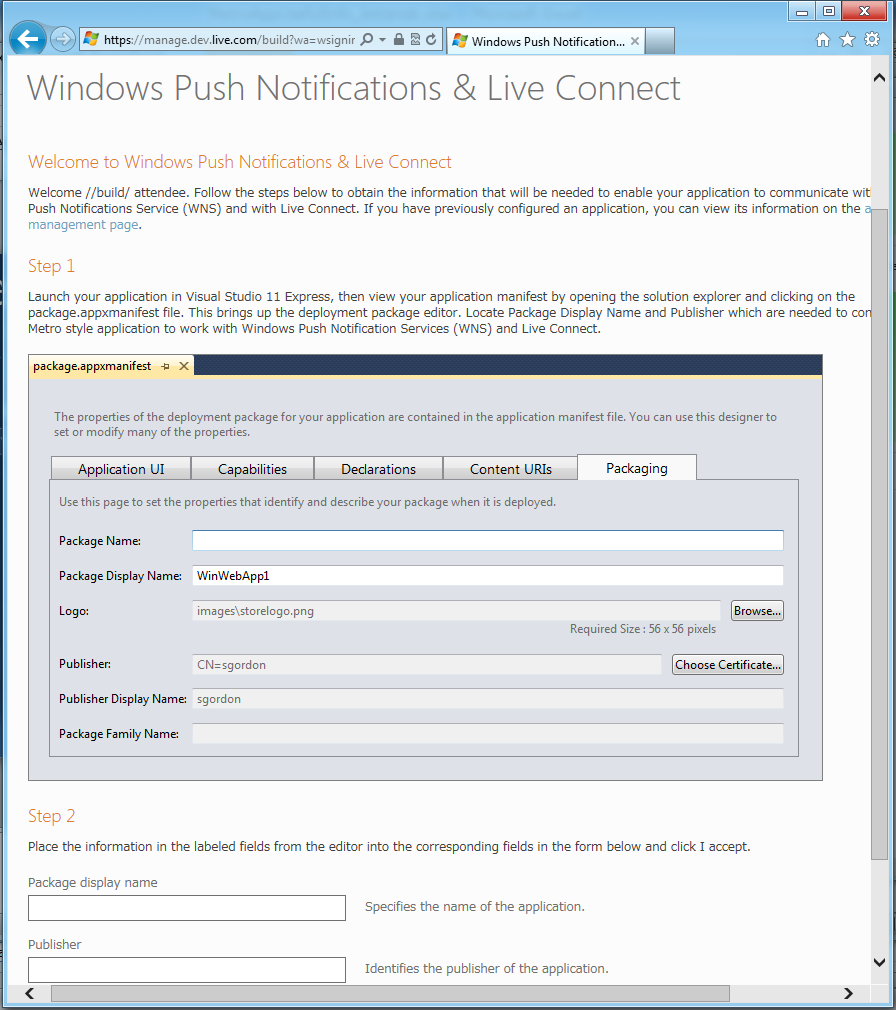 https://manage.dev.live.com/build?wa=wsignir
Windows Push Notification...
Windows Push Notifications & Live Connect
Welcome to Windows Push Notifications & Live Connect
Welcome //build/ attendee. Follow the steps below to obtain the information that will be needed to enable your application to communicate wit
Push Notifications Service (WNS) and with Live Connect. If you have previously configured an application, you can view its information on the a
management page.
Step 1
Launch your application in Visual Studio 11 Express, then view your application manifest by opening the solution explorer and clicking on the
package.appxmanifest file. This brings up the deployment package editor. Locate Package Display Name and Publisher which are needed to con
Metro style application to work with Windows Push Notification Services (WNS) and Live Connect.
package.appxmanifest
The properties of the deployment package for your application are contained in the application manifest file. You can use this designer to
set or modify many of the properties.
Application UI Capabilities Declarations Content URIs Packaging
Use this page to set the properties that identify and describe your package when it is deployed.
Package Name:
Package Display Name: WinWebApp1
Logo: images\storelogo.png Browse...
Required Size : 56 x 56 pixels
Publisher: CN=sgordon Choose Certificate...
Publisher Display Name: sgordon
Package Family Name:
Step 2
Place the information in the labeled fields from the editor into the corresponding fields in the form below and click I accept.
Package display name
Specifies the name of the application.
Publisher
Identifies the publisher of the application.